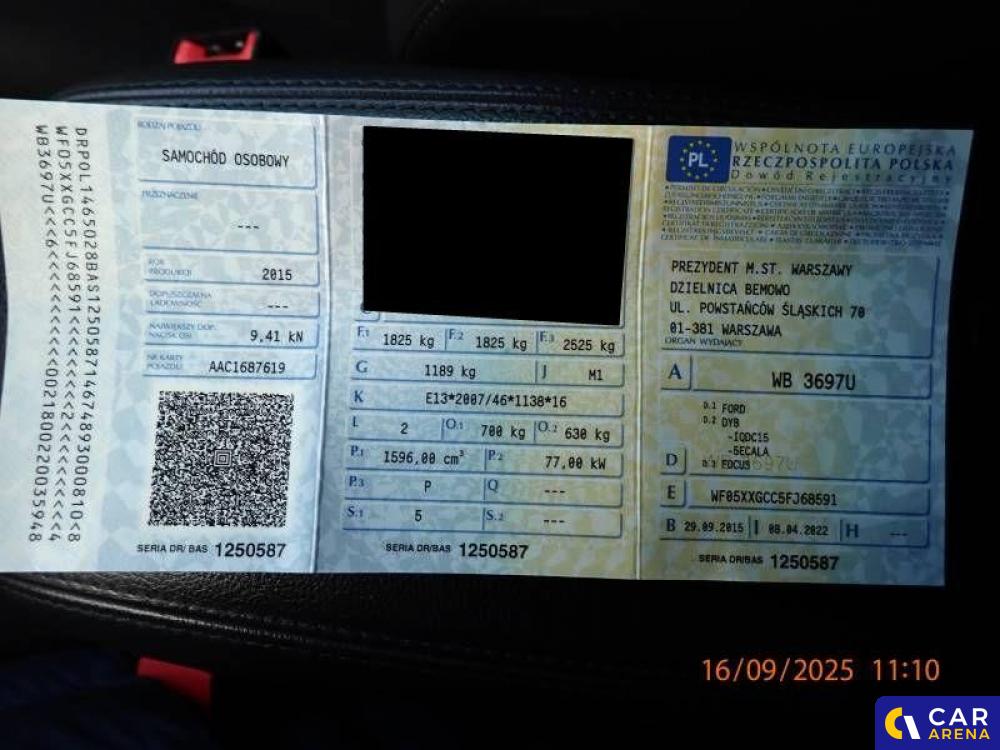 DRPOL1465028BAS125058714674893000810<8
WF05XXGCC5FJ68591<<<<<<<<2<<<<<<<<<<<4
RODZAJ POJAZDU
SAMOCHÓD OSOBOWY
PRZEZNACZENIE
---
ROK PRODUKCJI 2015
DOPUSZCZALNA ŁADOWNOŚĆ ---
NAJWIĘKSZY DOP. NACISK OSI 9,41 kN
NR KARTY POJAZDU AAC1687619
SERIA DR/BAS 1250587
F.1 1825 kg F.2 1825 kg F.3 2525 kg
G 1189 kg J M1
K E13*2007/46*1138*16
L 2 O.1 700 kg O.2 630 kg
P.1 1596,00 cm³ P.2 77,00 kW
P.3 P Q ---
S.1 5 S.2 ---
SERIA DR/BAS 1250587
PL
WSPÓLNOTA EUROPEJSKA
RZECZPOSPOLITA POLSKA
Dowód Rejestracyjny
PREZYDENT M.ST. WARSZAWY
DZIELNICA BEMOWO
UL. POWSTAŃCÓW ŚLĄSKICH 70
01-381 WARSZAWA
ORGAN WYDAJĄCY
A WB 3697U
D.1 FORD
D.2 DYB
-IQDC15
-6ECALA
D D.3 FOCUS
E WF05XXGCC5FJ68591
B 29.09.2015 I 08.04.2022 H ---
SERIA DR/BAS 1250587
16/09/2025 11:10
CAR
ARENA